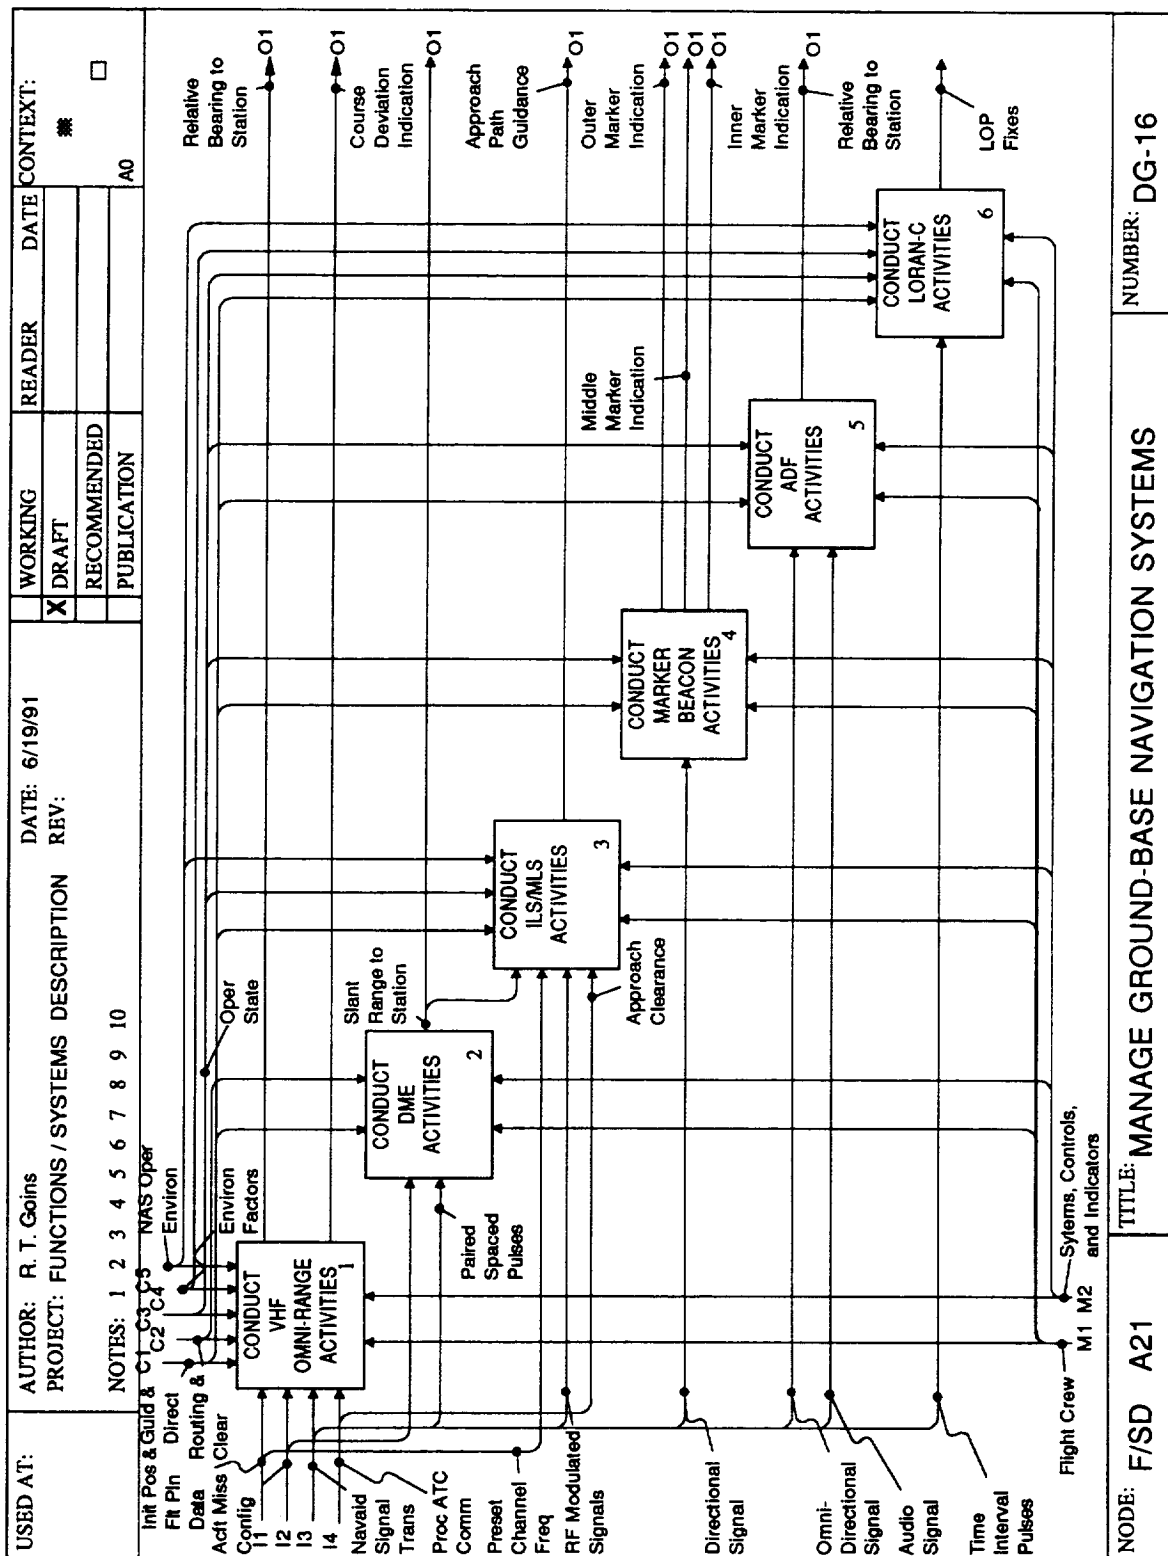 USED AT:
AUTHOR: R. T. Goins
DATE: 6/19/91
PROJECT: FUNCTIONS / SYSTEMS DESCRIPTION
REV:
NOTES: 1 2 3 4 5 6 7 8 9 10
WORKING
X DRAFT
RECOMMENDED
PUBLICATION
READER
DATE
CONTEXT:
A0
Init Pos & Guid &
Flt Pln Direct
Data Routing &
Acft Miss Clear
Config
C1
C2
C3
C4
C5
NAS Oper
Environ
Environ
Factors
Oper
State
I1
I2
I3
I4
Navaid
Signal
Trans
Proc ATC
Comm
Preset
Channel
Freq
RF Modulated
Signals
Directional
Signal
Omni-
Directional
Signal
Audio
Signal
Time
Interval
Pulses
CONDUCT
VHF
OMNI-RANGE
ACTIVITIES
1
Paired
Spaced
Pulses
CONDUCT
DME
ACTIVITIES
2
Slant
Range to
Station
CONDUCT
ILS/MLS
ACTIVITIES
3
Approach
Clearance
CONDUCT
MARKER
BEACON
ACTIVITIES
4
Middle
Marker
Indication
CONDUCT
ADF
ACTIVITIES
5
CONDUCT
LORAN-C
ACTIVITIES
6
Relative
Bearing to
Station
O1
Course
Deviation
Indication
O1
O1
Approach
Path
Guidance
O1
Outer
Marker
Indication
O1
O1
O1
Inner
Marker
Indication
Relative
Bearing to
Station
O1
LOP
Fixes
Flight Crew
M1
M2
Sytems, Controls,
and Indicators
NODE: F/SD A21
TITLE: MANAGE GROUND-BASE NAVIGATION SYSTEMS
NUMBER: DG-16